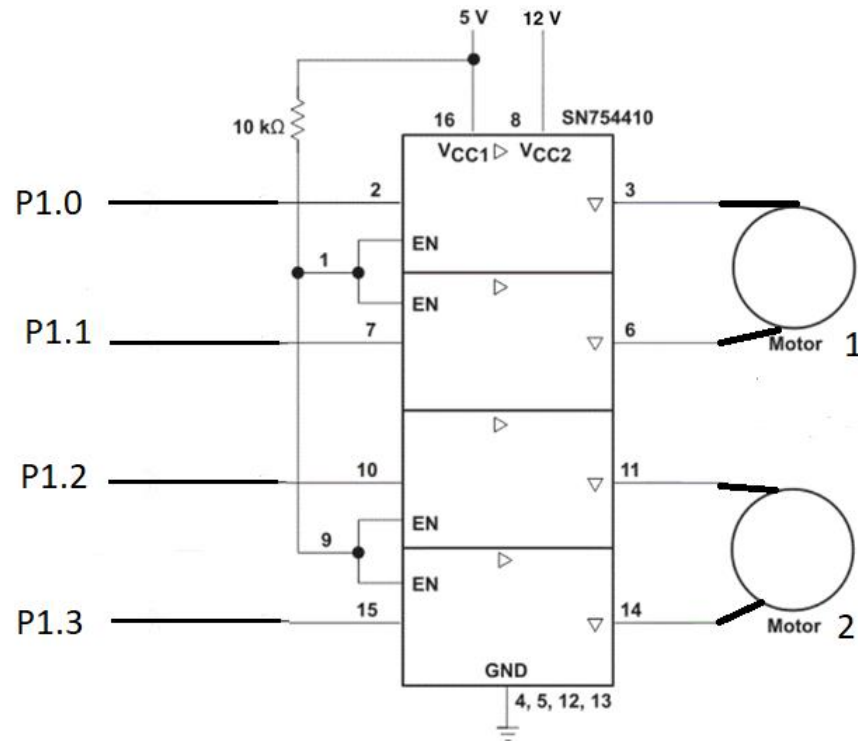 5 V 12 V
16 8 SN754410
10 kΩ
VCC1 VCC2
P1.0 2 3
EN
1
EN
P1.1 7 6
Motor 1
P1.2 10 11
EN
9
EN
P1.3 15 14
Motor 2
GND
4, 5, 12, 13